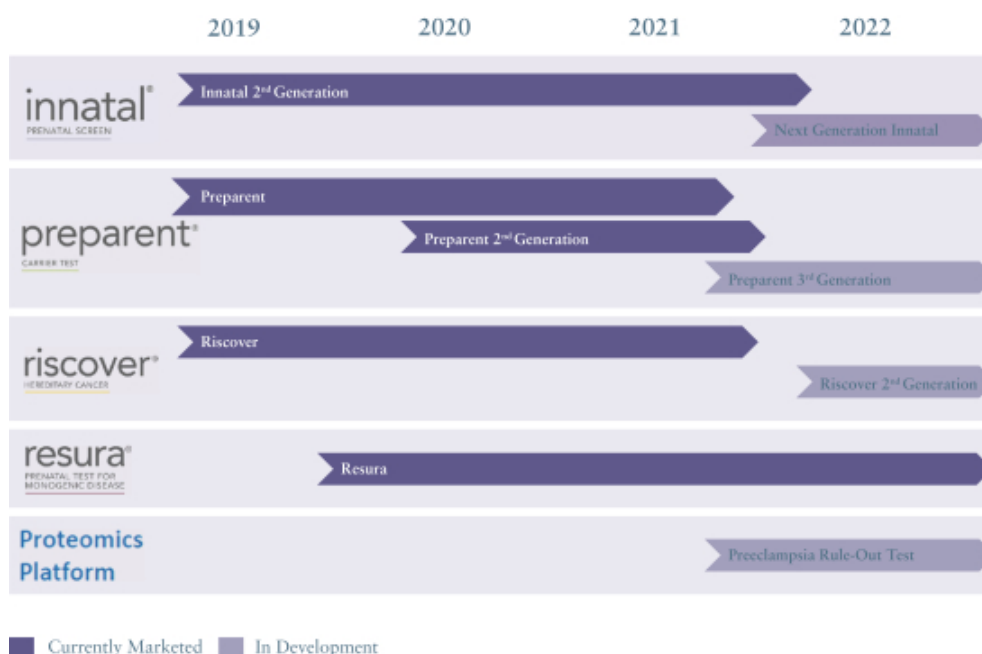 2019 2020 2021 2022
innatal®
PRENATAL SCREEN
Innatal 2nd Generation
Next Generation Innatal
preparent®
CARRIER TEST
Preparent
Preparent 2nd Generation
Preparent 3rd Generation
riscover®
HEREDITARY CANCER
Riscover
Riscover 2nd Generation
resura®
PRENATAL TEST FOR
MONOGENIC DISEASE
Resura
Proteomics
Platform
Preeclampsia Rule-Out Test
Currently Marketed In Development